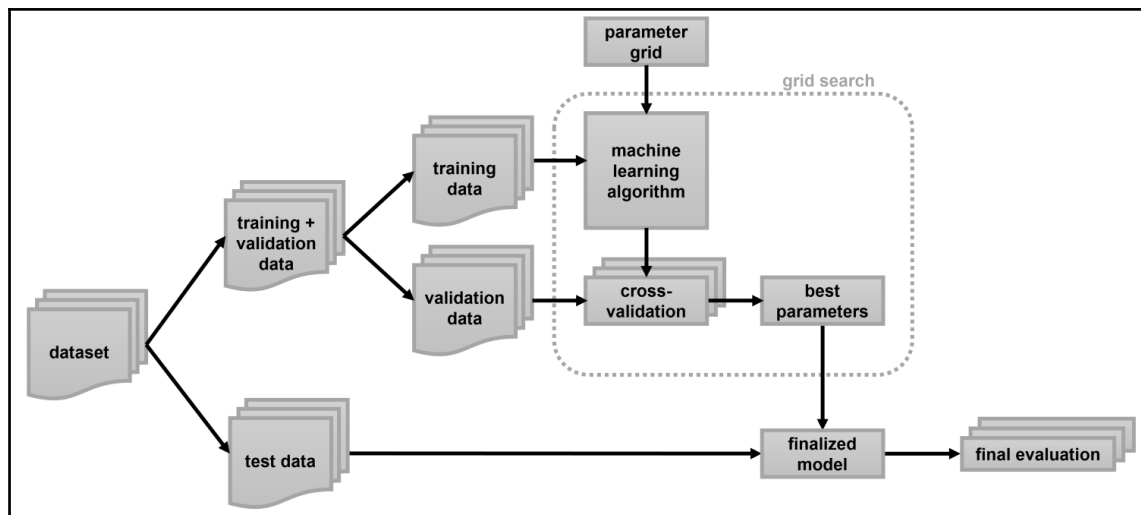 parameter
grid
grid search
machine
learning
algorithm
training
data
training +
validation
data
validation
data
cross-
validation
best
parameters
dataset
test data
finalized
model
final evaluation